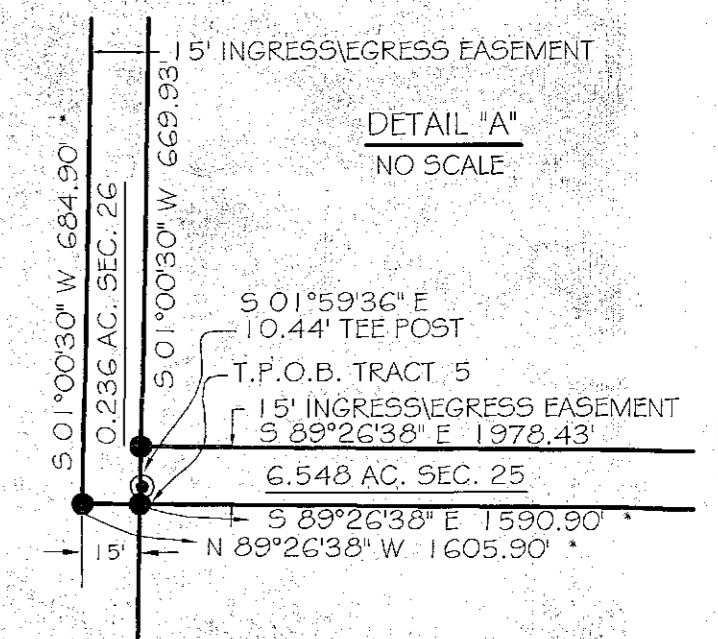 15' INGRESS\EGRESS EASEMENT
DETAIL "A"
NO SCALE
S 01°00'30" W 684.90' *
0.236 AC. SEC. 26
S 01°00'30" W 669.93'
S 01°59'36" E
10.44' TEE POST
T.P.O.B. TRACT 5
15' INGRESS\EGRESS EASEMENT
S 89°26'38" E 1978.43'
6.548 AC. SEC. 25
S 89°26'38" E 1590.90' *
15'
N 89°26'38" W 1605.90' *